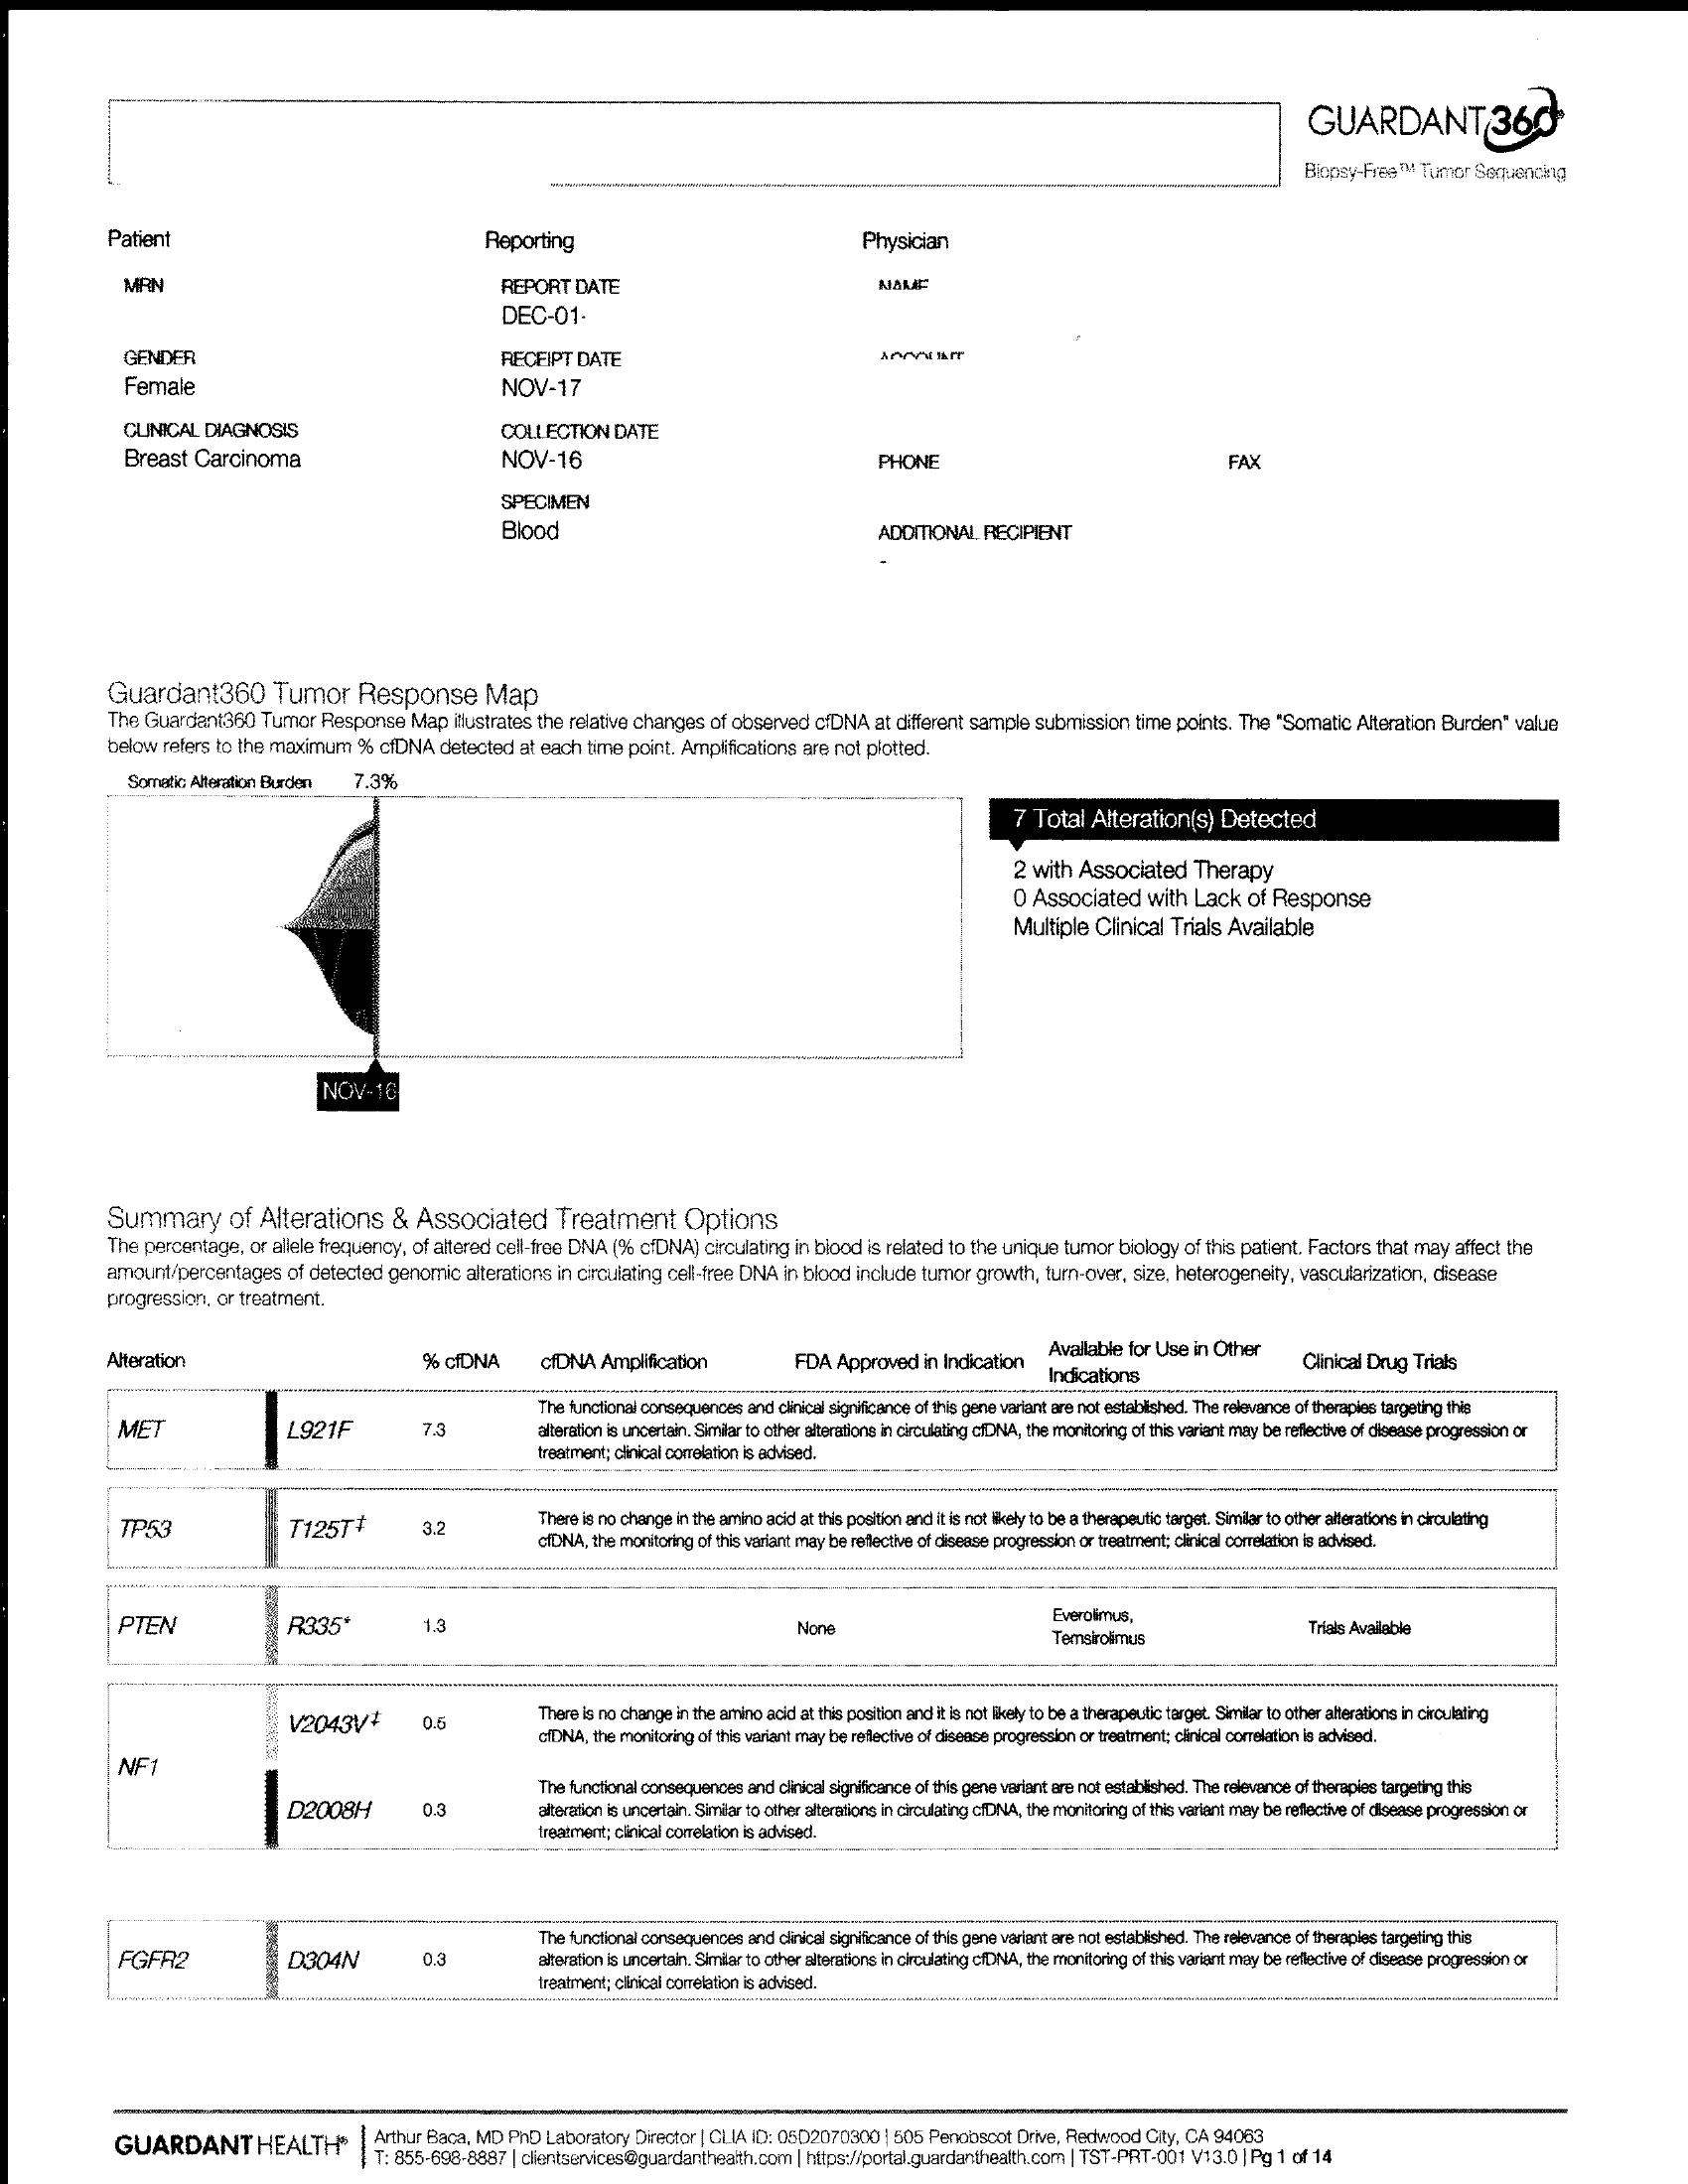 GUARDANT360
Biopsy-Free™ Tumor Sequencing
Patient
Reporting
Physician
MRN
REPORT DATE
NAME
DEC-01-
GENDER
RECEIPT DATE
ACCOUNT
Female
NOV-17
CLINICAL DIAGNOSIS
COLLECTION DATE
Breast Carcinoma
NOV-16
PHONE
FAX
SPECIMEN
Blood
ADDITIONAL RECIPIENT
-
Guardant360 Tumor Response Map
The Guardant360 Tumor Response Map illustrates the relative changes of observed cfDNA at different sample submission time points. The "Somatic Alteration Burden" value
below refers to the maximum % cfDNA detected at each time point. Amplifications are not plotted.
Somatic Alteration Burden 7.3%
7 Total Alteration(s) Detected
2 with Associated Therapy
0 Associated with Lack of Response
Multiple Clinical Trials Available
NOV-16
Summary of Alterations & Associated Treatment Options
The percentage, or allele frequency, of altered cell-free DNA (% cfDNA) circulating in blood is related to the unique tumor biology of this patient. Factors that may affect the
amount/percentages of detected genomic alterations in circulating cell-free DNA in blood include tumor growth, turn-over, size, heterogeneity, vascularization, disease
progression, or treatment.
Alteration % cfDNA cfDNA Amplification FDA Approved in Indication Available for Use in Other Clinical Drug Trials
Indications
The functional consequences and clinical significance of this gene variant are not established. The relevance of therapies targeting this
MET L921F 7.3 alteration is uncertain. Similar to other alterations in circulating cfDNA, the monitoring of this variant may be reflective of disease progression or
treatment; clinical correlation is advised.
There is no change in the amino acid at this position and it is not likely to be a therapeutic target. Similar to other alterations in circulating
TP53 T125T‡ 3.2
cfDNA, the monitoring of this variant may be reflective of disease progression or treatment; clinical correlation is advised.
PTEN R335* 1.3 None Everolimus, Trials Available
Temsirolimus
There is no change in the amino acid at this position and it is not likely to be a therapeutic target. Similar to other alterations in circulating
V2043V‡ 0.5
cfDNA, the monitoring of this variant may be reflective of disease progression or treatment; clinical correlation is advised.
NF1
The functional consequences and clinical significance of this gene variant are not established. The relevance of therapies targeting this
D2008H 0.3 alteration is uncertain. Similar to other alterations in circulating cfDNA, the monitoring of this variant may be reflective of disease progression or
treatment; clinical correlation is advised.
The functional consequences and clinical significance of this gene variant are not established. The relevance of therapies targeting this
FGFR2 D304N 0.3 alteration is uncertain. Similar to other alterations in circulating cfDNA, the monitoring of this variant may be reflective of disease progression or
treatment; clinical correlation is advised.
GUARDANT HEALTH® Arthur Baca, MD PhD Laboratory Director | CLIA ID: 05D2070300 | 505 Penobscot Drive, Redwood City, CA 94063
T: 855-698-8887 | clientservices@guardanthealth.com | https://portal.guardanthealth.com | TST-PRT-001 V13.0 | Pg 1 of 14